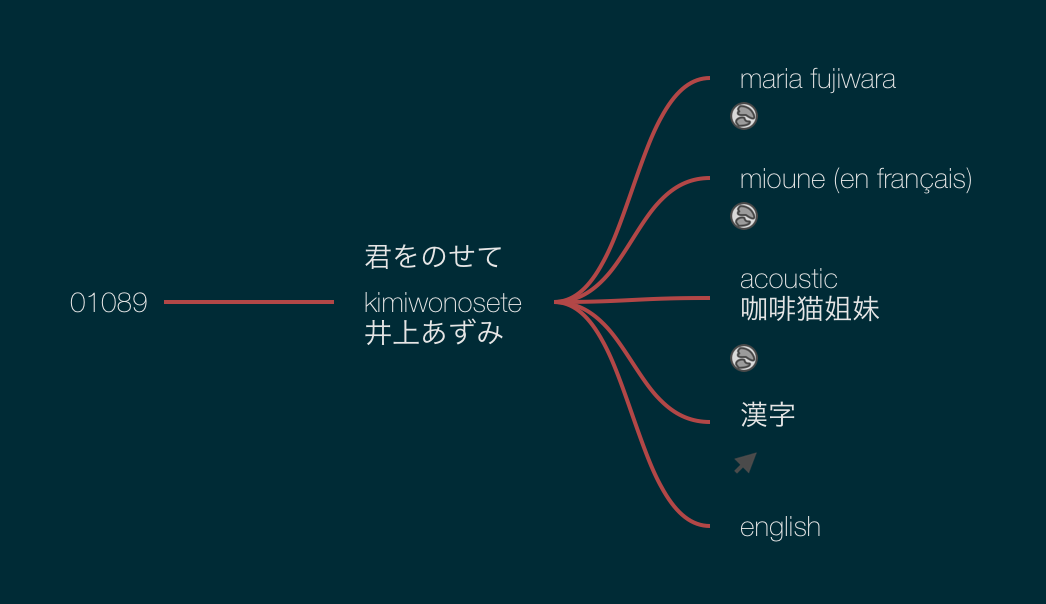 01089
君をのせて
kimiwonosete
井上あずみ
maria fujiwara
mioune (en français)
acoustic
咖啡猫姐妹
漢字
english